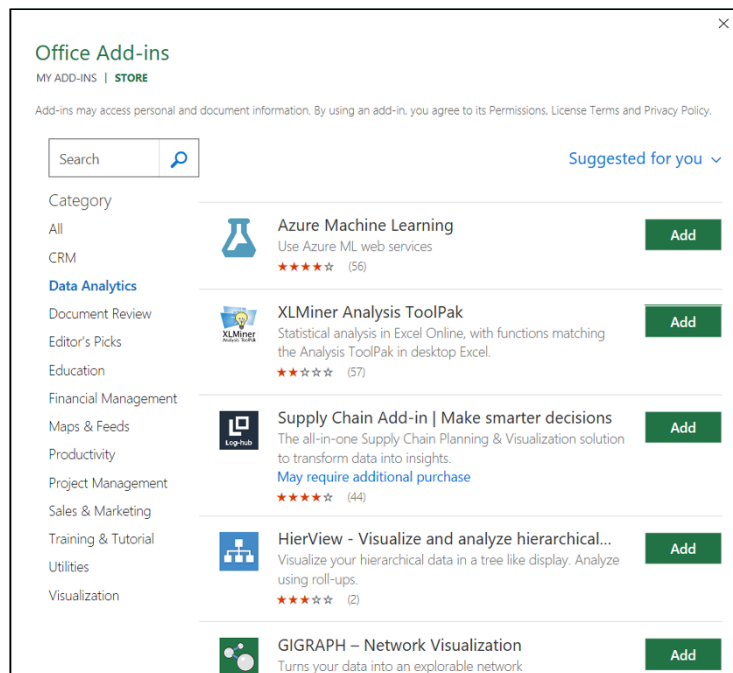 Office Add-ins
MY ADD-INS | STORE
Add-ins may access personal and document information. By using an add-in, you agree to its Permissions, License Terms and Privacy Policy.
Search
Suggested for you
Category
All
CRM
Data Analytics
Document Review
Editor's Picks
Education
Financial Management
Maps & Feeds
Productivity
Project Management
Sales & Marketing
Training & Tutorial
Utilities
Visualization
Azure Machine Learning
Use Azure ML web services
(56)
Add
XLMiner
Analysis ToolPak
XLMiner Analysis ToolPak
Statistical analysis in Excel Online, with functions matching
the Analysis ToolPak in desktop Excel.
(57)
Add
Log-hub
Supply Chain Add-in | Make smarter decisions
The all-in-one Supply Chain Planning & Visualization solution
to transform data into insights.
May require additional purchase
(44)
Add
HierView - Visualize and analyze hierarchical...
Visualize your hierarchical data in a tree like display. Analyze
using roll-ups.
(2)
Add
GIGRAPH – Network Visualization
Turns your data into an explorable network
Add